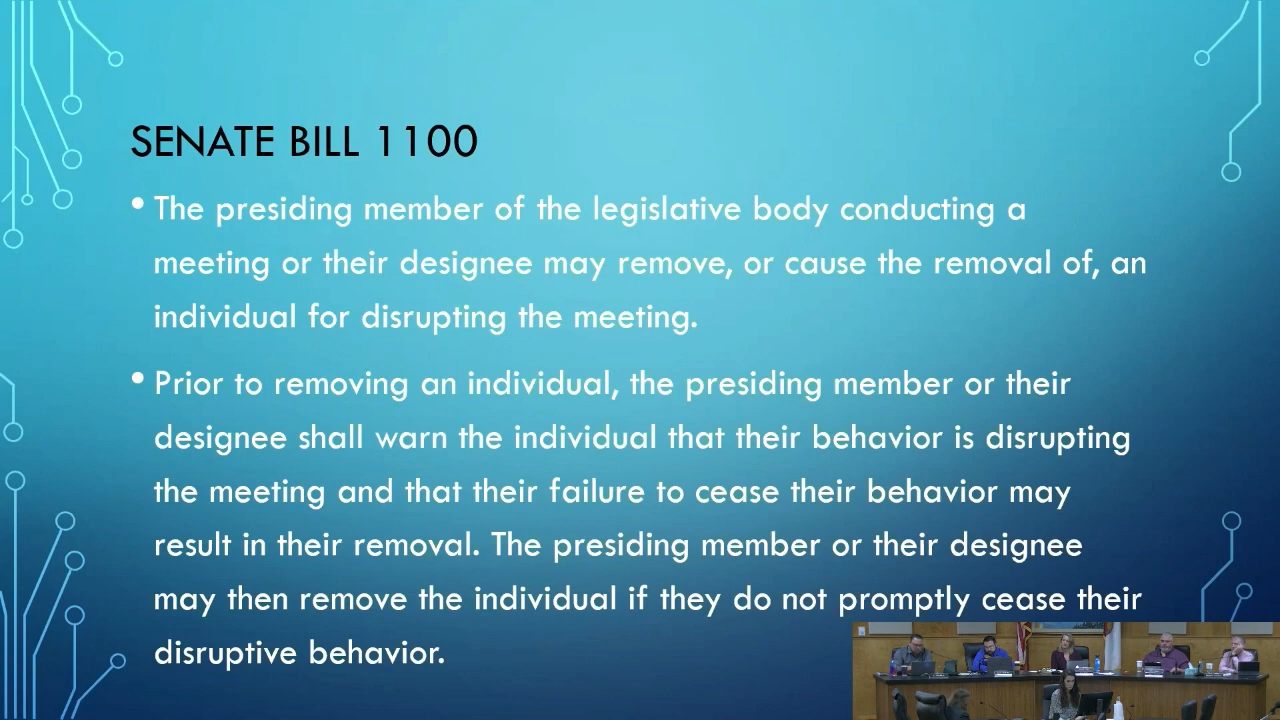 SENATE BILL 1100
• The presiding member of the legislative body conducting a
meeting or their designee may remove, or cause the removal of, an
individual for disrupting the meeting.
• Prior to removing an individual, the presiding member or their
designee shall warn the individual that their behavior is disrupting
the meeting and that their failure to cease their behavior may
result in their removal. The presiding member or their designee
may then remove the individual if they do not promptly cease their
disruptive behavior.